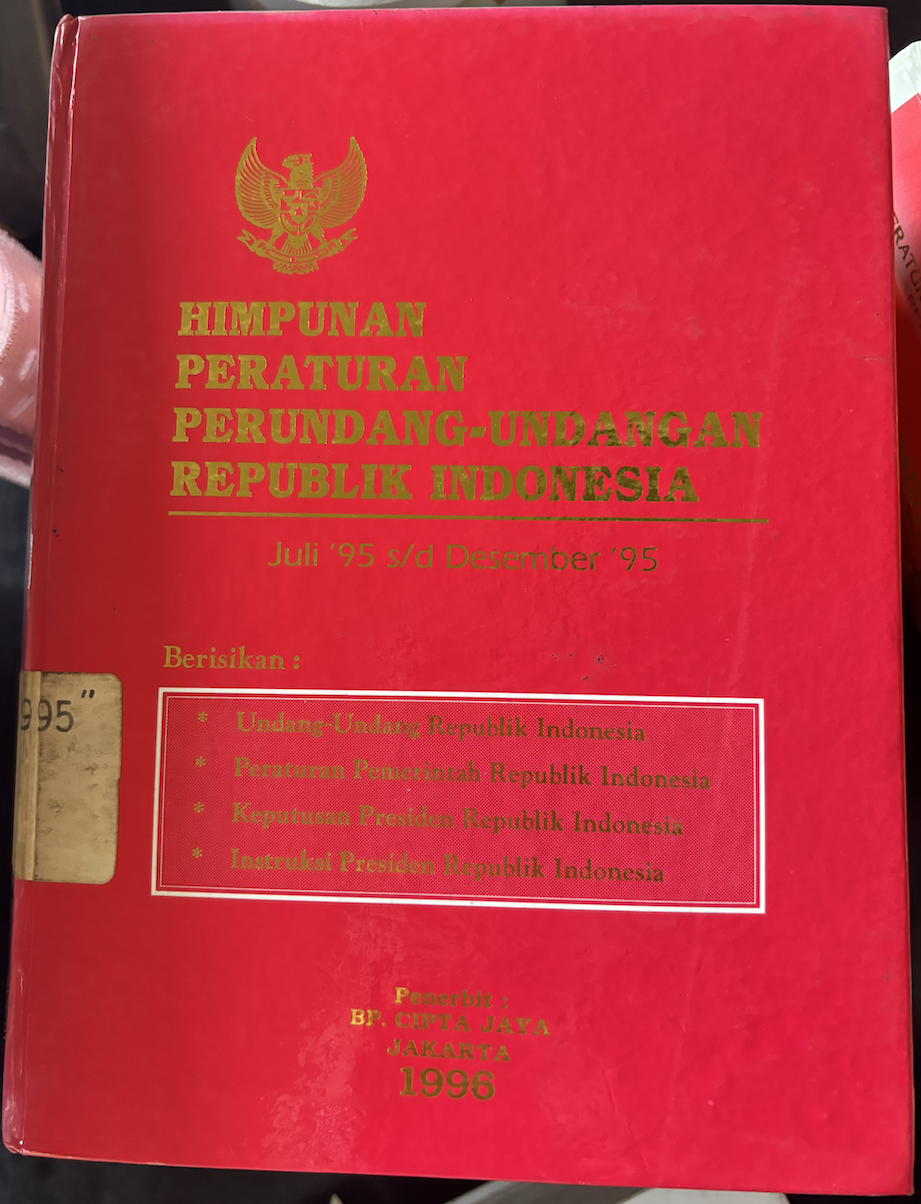 HIMPUNAN
PERATURAN
PERUNDANG-UNDANGAN
REPUBLIK INDONESIA
Juli '95 s/d Desember '95
Berisikan :
* Undang-Undang Republik Indonesia
* Peraturan Pemerintah Republik Indonesia
* Keputusan Presiden Republik Indonesia
* Instruksi Presiden Republik Indonesia
995"
Penerbit :
BP. CIPTA JAYA
JAKARTA
1996